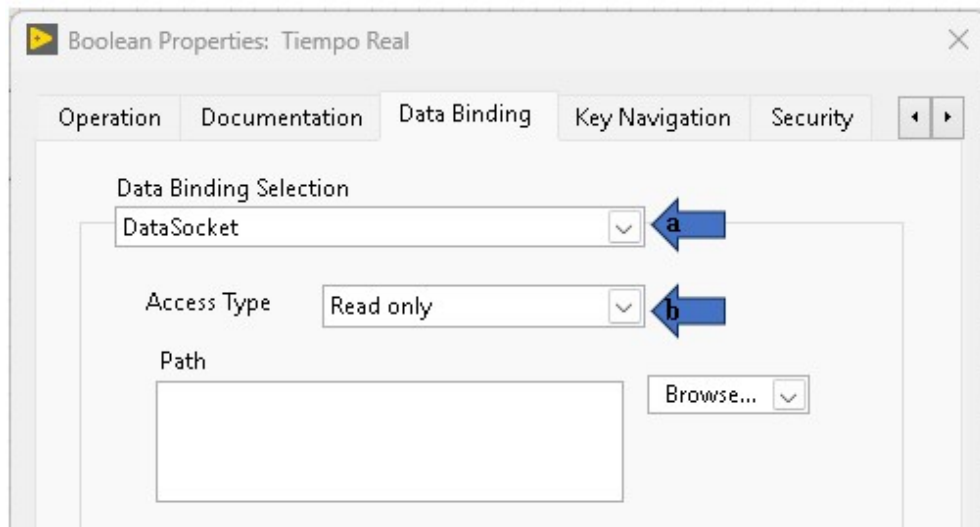 Boolean Properties: Tiempo Real
Operation Documentation Data Binding Key Navigation Security
Data Binding Selection
DataSocket a
Access Type Read only b
Path
Browse...